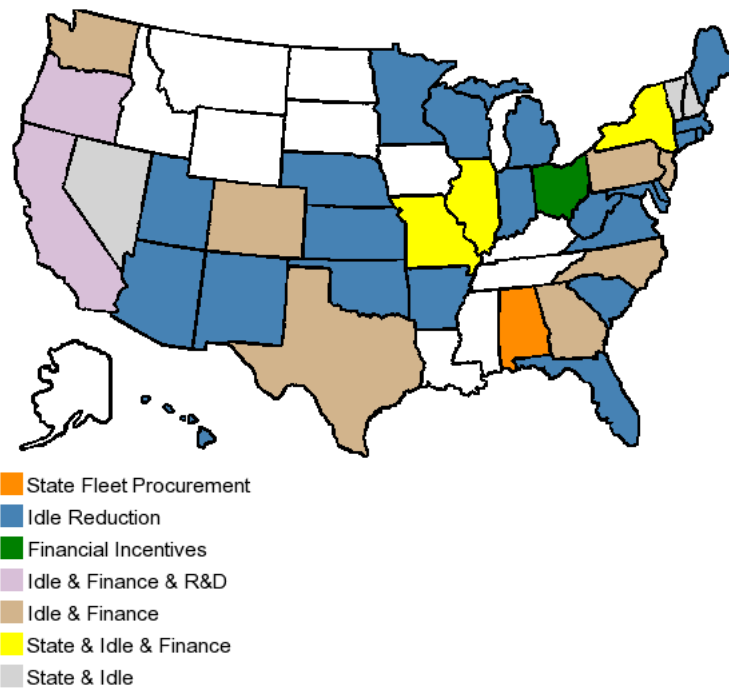 State Fleet Procurement
Idle Reduction
Financial Incentives
Idle & Finance & R&D
Idle & Finance
State & Idle & Finance
State & Idle